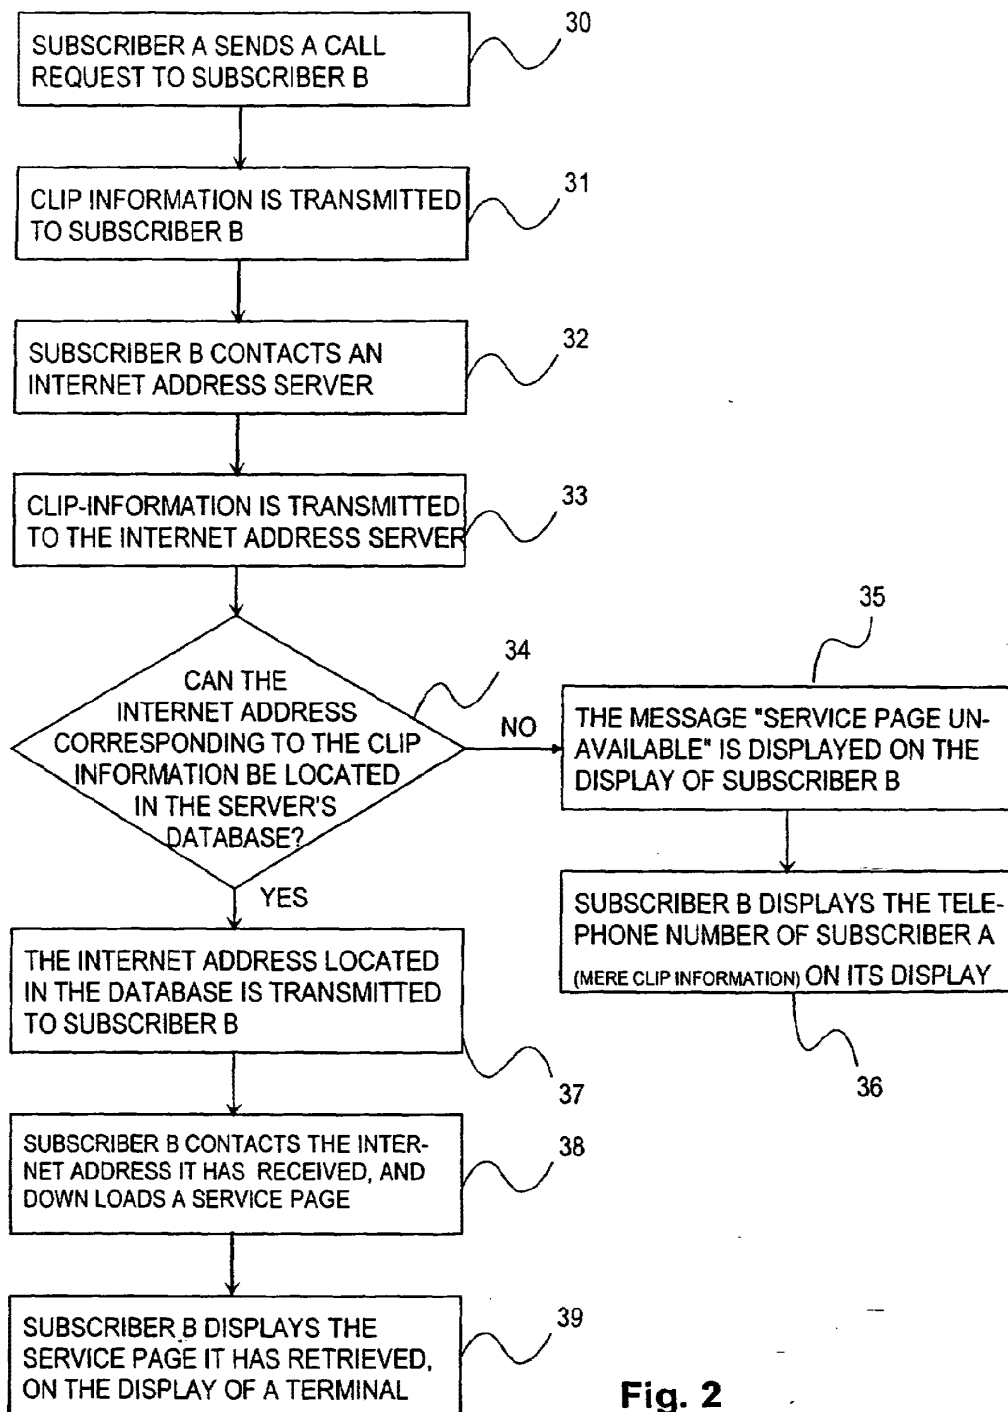 30
SUBSCRIBER A SENDS A CALL
REQUEST TO SUBSCRIBER B
31
CLIP INFORMATION IS TRANSMITTED
TO SUBSCRIBER B
32
SUBSCRIBER B CONTACTS AN
INTERNET ADDRESS SERVER
33
CLIP-INFORMATION IS TRANSMITTED
TO THE INTERNET ADDRESS SERVER
34
CAN THE
INTERNET ADDRESS
CORRESPONDING TO THE CLIP
INFORMATION BE LOCATED
IN THE SERVER'S
DATABASE?
NO
35
THE MESSAGE "SERVICE PAGE UN-
AVAILABLE" IS DISPLAYED ON THE
DISPLAY OF SUBSCRIBER B
SUBSCRIBER B DISPLAYS THE TELE-
PHONE NUMBER OF SUBSCRIBER A
(MERE CLIP INFORMATION) ON ITS DISPLAY
36
YES
THE INTERNET ADDRESS LOCATED
IN THE DATABASE IS TRANSMITTED
TO SUBSCRIBER B
37
SUBSCRIBER B CONTACTS THE INTER-
NET ADDRESS IT HAS RECEIVED, AND
DOWN LOADS A SERVICE PAGE
38
SUBSCRIBER B DISPLAYS THE
SERVICE PAGE IT HAS RETRIEVED,
ON THE DISPLAY OF A TERMINAL
39
Fig. 2